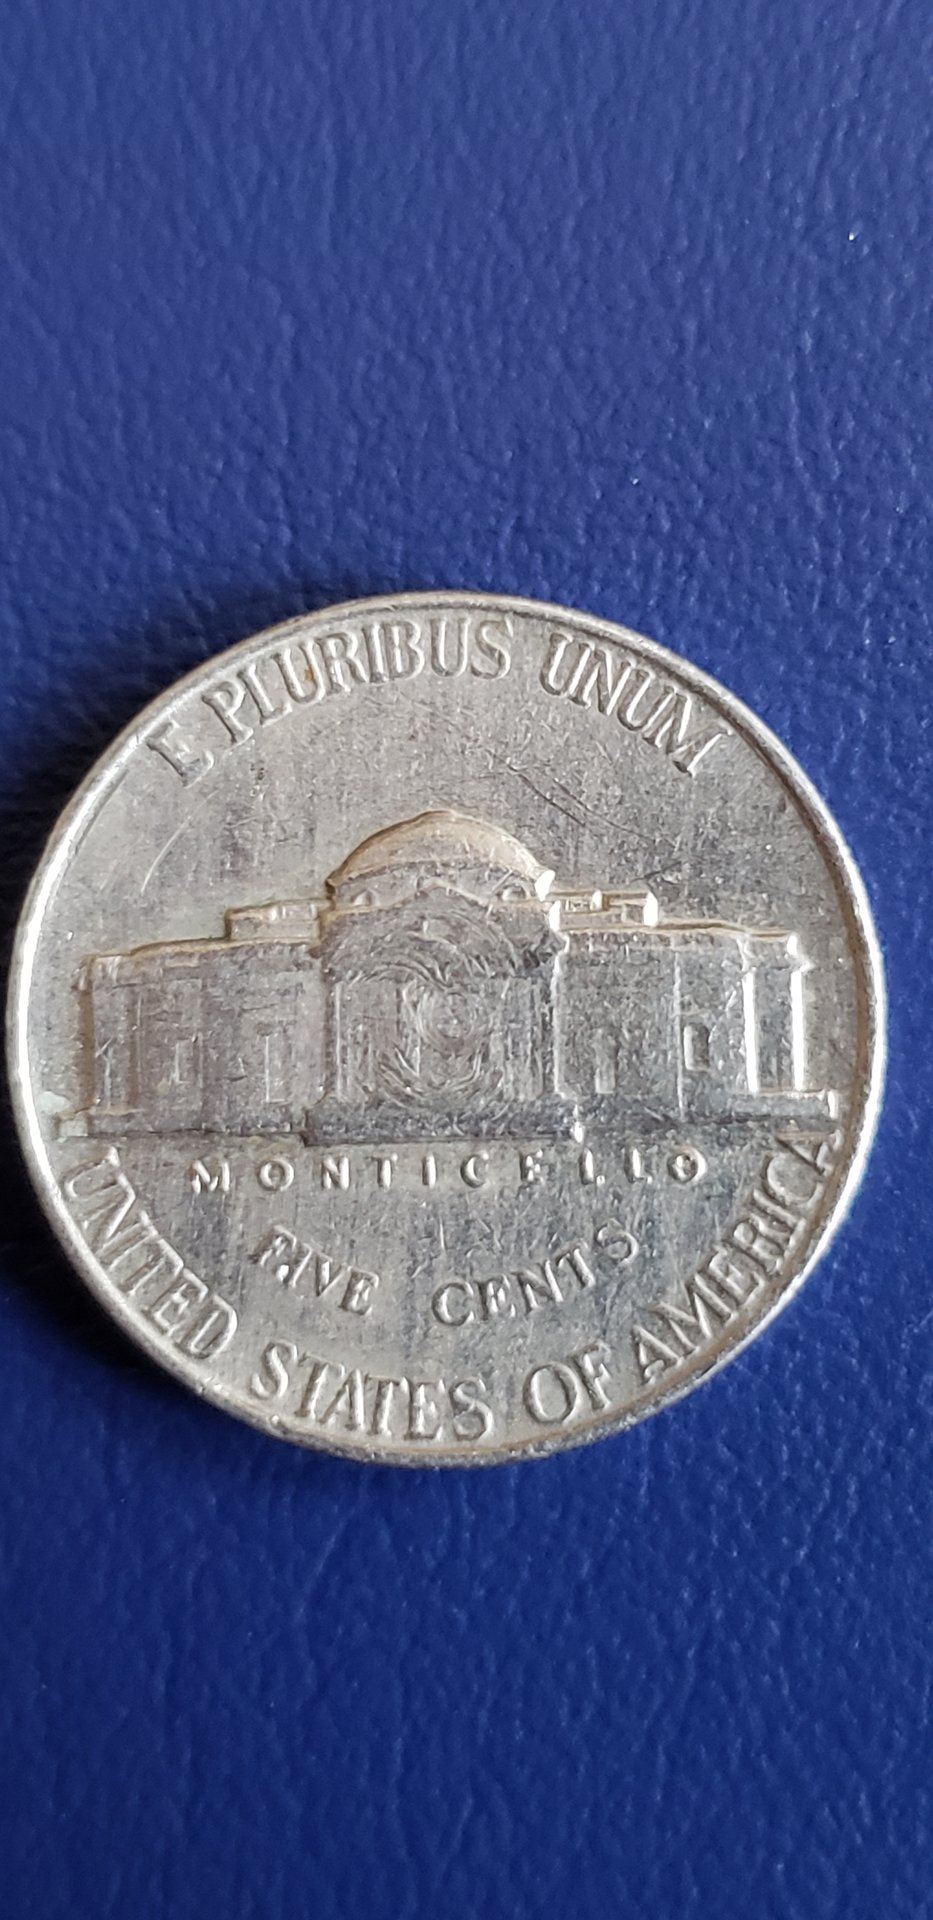 E PLURIBUS UNUM
MONTICELLO
FIVE CENTS
UNITED STATES OF AMERICA